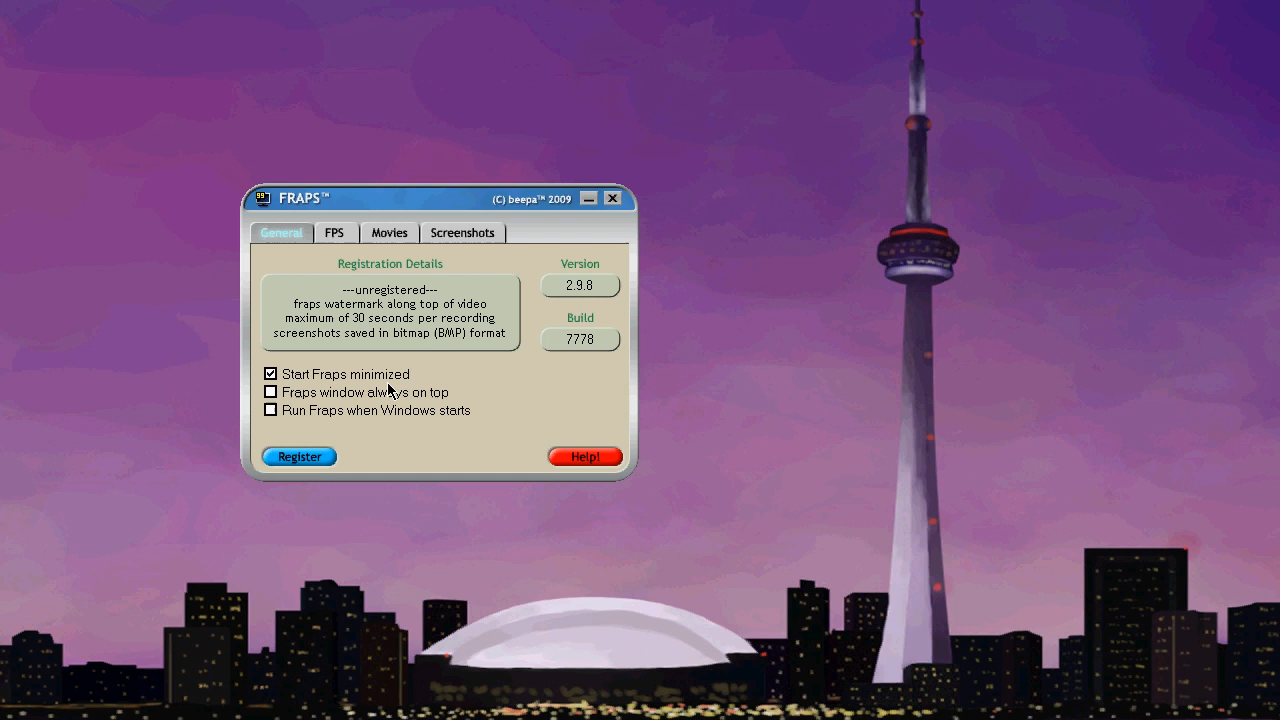 99
FRAPS™
(C) beepa™ 2009
General
FPS
Movies
Screenshots
Registration Details
---unregistered---
fraps watermark along top of video
maximum of 30 seconds per recording
screenshots saved in bitmap (BMP) format
Version
2.9.8
Build
7778
Start Fraps minimized
Fraps window always on top
Run Fraps when Windows starts
Register
Help!